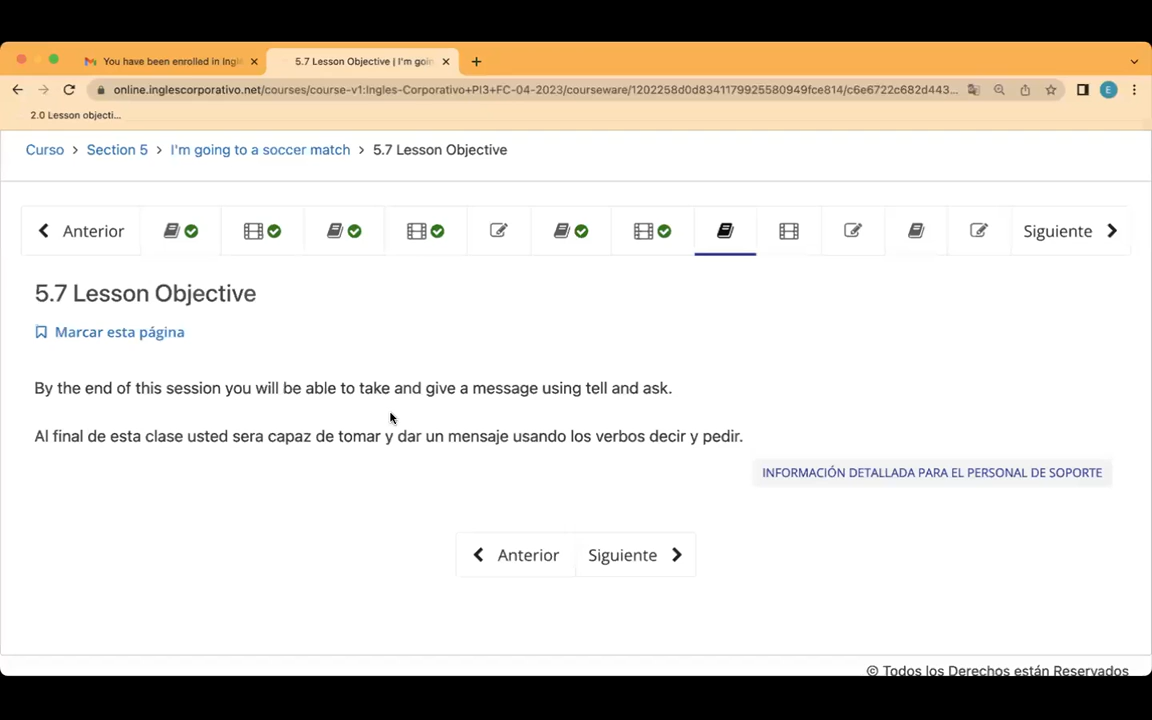 You have been enrolled in Ingl
5.7 Lesson Objective | I'm goin
online.inglescorporativo.net/courses/course-v1:Ingles-Corporativo+PI3+FC-04-2023/courseware/1202258d0d8341179925580949fce814/c6e6722c682d443...
E
2.0 Lesson objecti...
Curso > Section 5 > I'm going to a soccer match > 5.7 Lesson Objective
Anterior
Siguiente
5.7 Lesson Objective
Marcar esta página
By the end of this session you will be able to take and give a message using tell and ask.
Al final de esta clase usted sera capaz de tomar y dar un mensaje usando los verbos decir y pedir.
INFORMACIÓN DETALLADA PARA EL PERSONAL DE SOPORTE
Anterior
Siguiente
© Todos los Derechos están Reservados